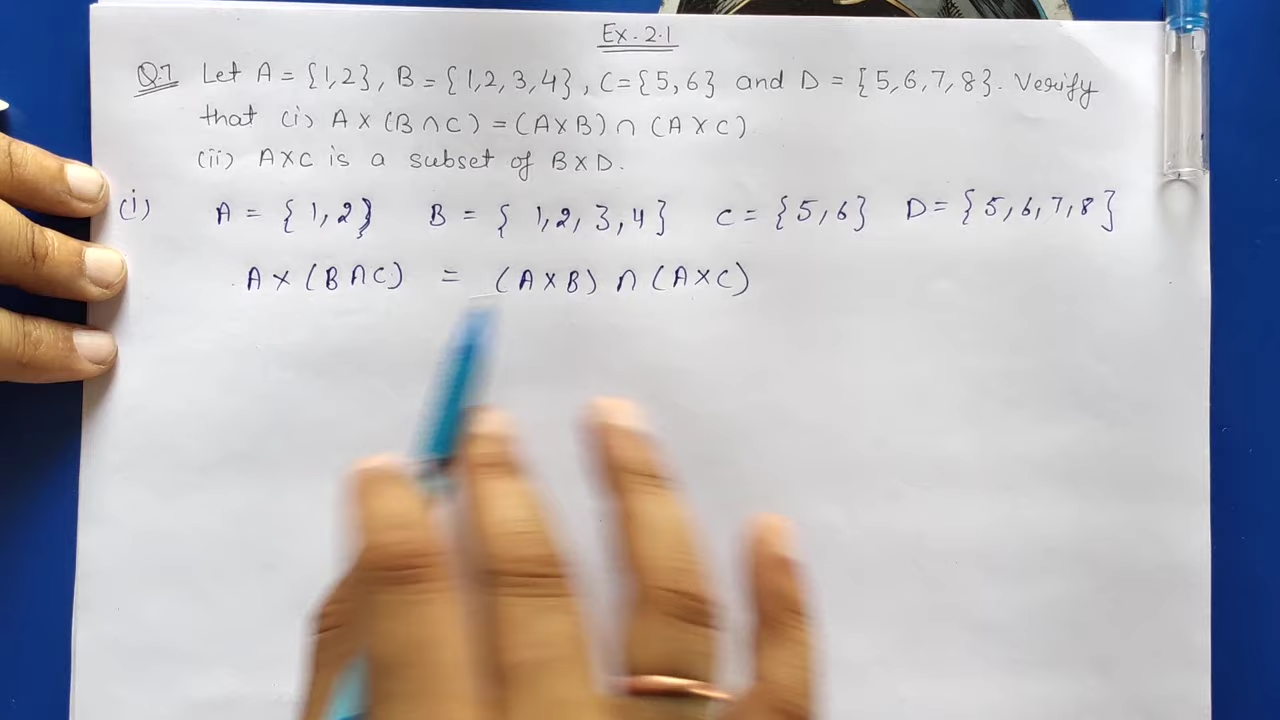 Ex. 2.1
Q.7 Let A = {1,2}, B = {1,2,3,4}, C={5,6} and D = {5,6,7,8}. Verify
that (i) A X (B ∩ C) = (A X B) ∩ (A X C)
(ii) A X C is a subset of B X D.
(i) A = {1,2} B = {1,2,3,4} C = {5,6} D = {5,6,7,8}
A X (B ∩ C) = (A X B) ∩ (A X C)